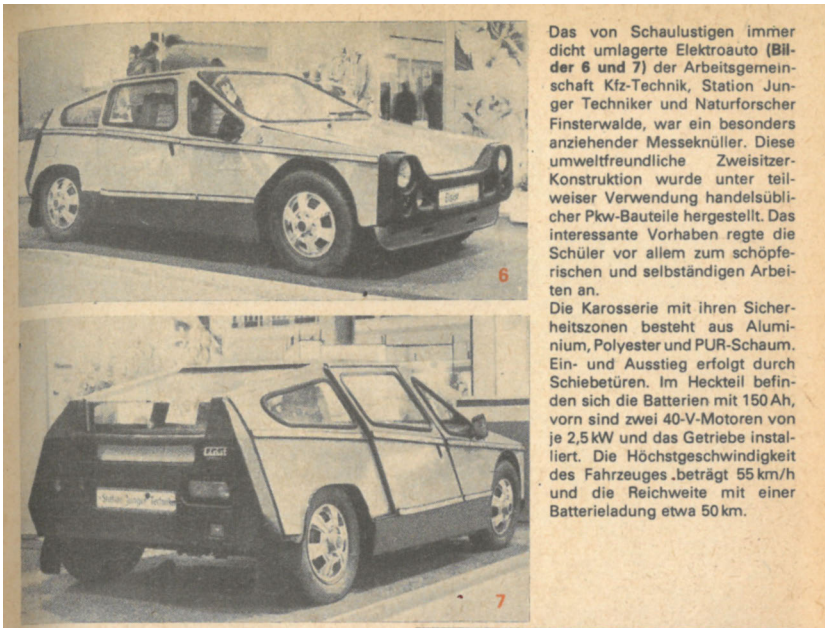 Das von Schaulustigen immer
dicht umlagerte Elektroauto (Bil-
der 6 und 7) der Arbeitsgemein-
schaft Kfz-Technik, Station Jun-
ger Techniker und Naturforscher
Finsterwalde, war ein besonders
anziehender Messeknüller. Diese
umweltfreundliche Zweisitzer-
Konstruktion wurde unter teil-
weiser Verwendung handelsübli-
cher Pkw-Bauteile hergestellt. Das
interessante Vorhaben regte die
Schüler vor allem zum schöpfe-
rischen und selbständigen Arbei-
ten an.
Die Karosserie mit ihren Sicher-
heitszonen besteht aus Alumi-
nium, Polyester und PUR-Schaum.
Ein- und Ausstieg erfolgt durch
Schiebetüren. Im Heckteil befin-
den sich die Batterien mit 150 Ah,
vorn sind zwei 40-V-Motoren von
je 2,5 kW und das Getriebe instal-
liert. Die Höchstgeschwindigkeit
des Fahrzeuges beträgt 55 km/h
und die Reichweite mit einer
Batterieladung etwa 50 km.
6
Station Junger Techniker
7